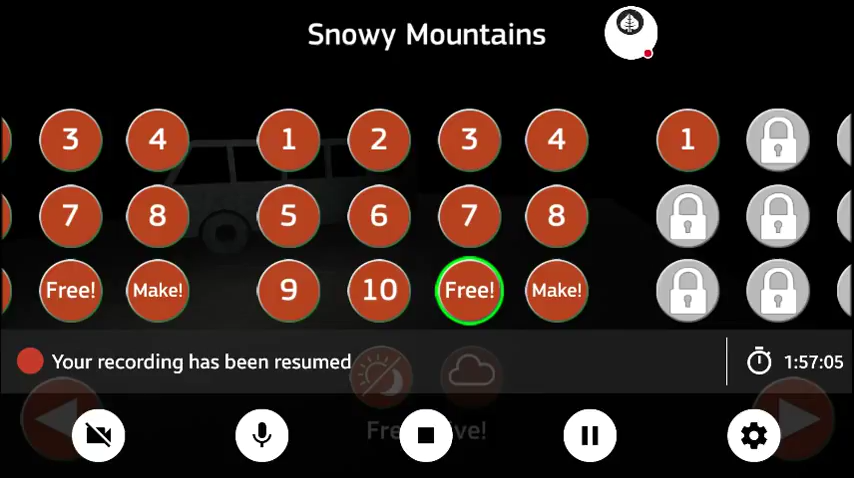 Snowy Mountains
3 4 1 2 3 4 1
7 8 5 6 7 8
Free! Make! 9 10 Free! Make!
Your recording has been resumed 1:57:05